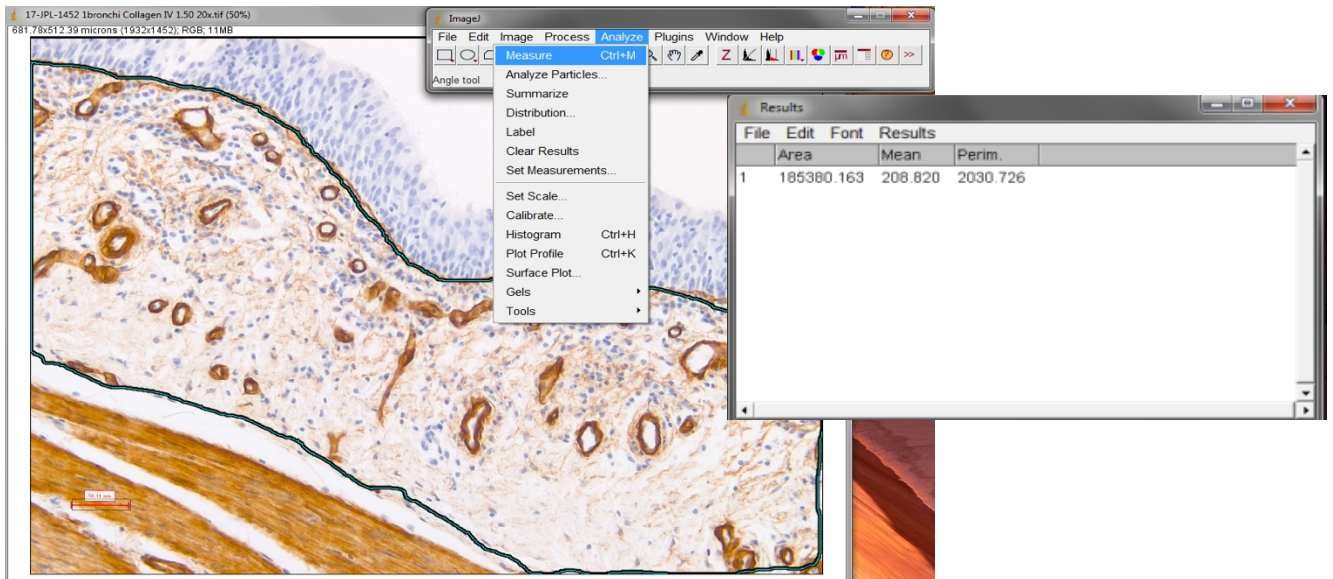 17-JPL-1452 1bronchi Collagen IV 1.50 20x.tif (50%)
681.78x512.39 microns (1932x1452); RGB; 11MB
ImageJ
File Edit Image Process Analyze Plugins Window Help
Angle tool
Measure Ctrl+M
Analyze Particles...
Summarize
Distribution...
Label
Clear Results
Set Measurements...
Set Scale...
Calibrate...
Histogram Ctrl+H
Plot Profile Ctrl+K
Surface Plot...
Gels
Tools
Results
File Edit Font Results
Area Mean Perim.
1 185380.163 208.820 2030.726